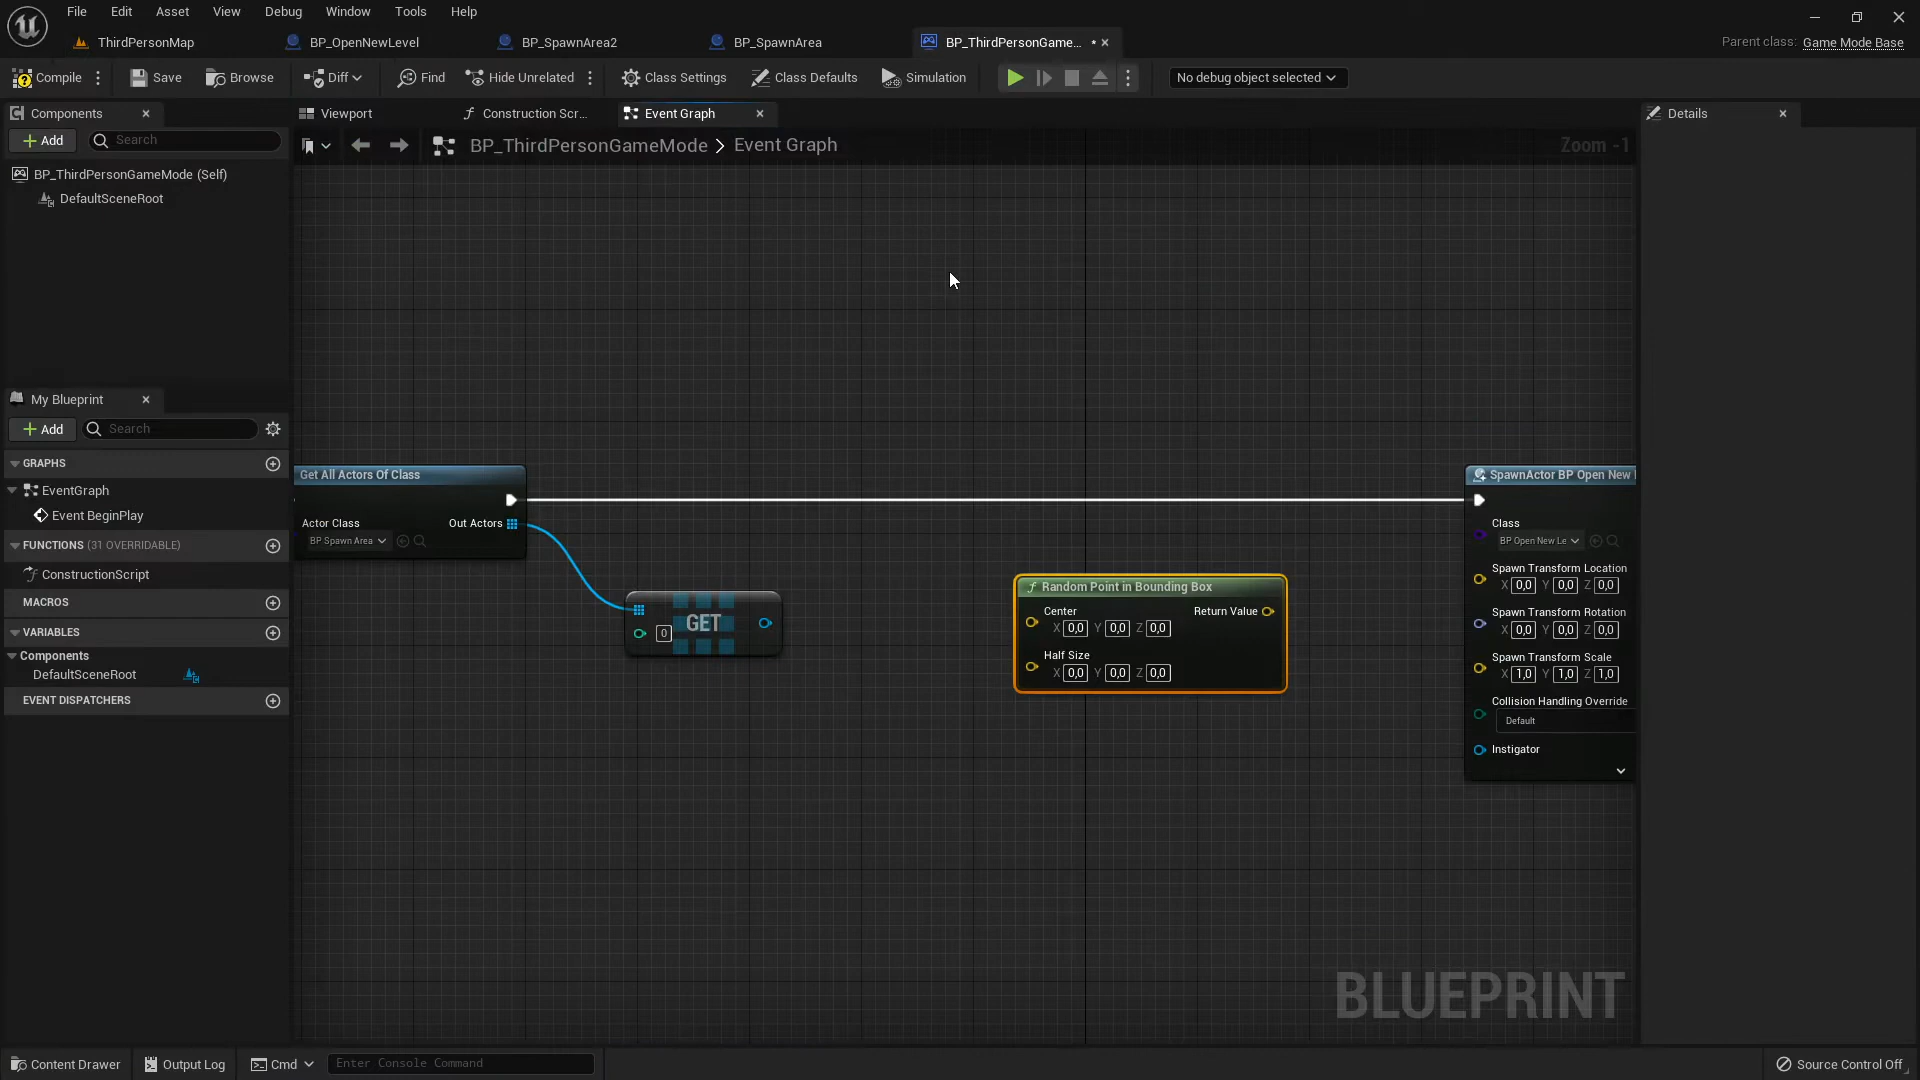 File Edit Asset View Debug Window Tools Help
ThirdPersonMap BP_OpenNewLevel BP_SpawnArea2 BP_SpawnArea BP_ThirdPersonGame... Parent class: Game Mode Base
Compile Save Browse Diff Find Hide Unrelated Class Settings Class Defaults Simulation No debug object selected
Components Viewport Construction Scr... Event Graph Details
Add Search BP_ThirdPersonGameMode > Event Graph Zoom -1
BP_ThirdPersonGameMode (Self)
DefaultSceneRoot
My Blueprint
Add Search
GRAPHS
EventGraph
Event BeginPlay
FUNCTIONS (31 OVERRIDABLE)
ConstructionScript
MACROS
VARIABLES
Components
DefaultSceneRoot
EVENT DISPATCHERS
Get All Actors Of Class
Actor Class Out Actors
BP Spawn Area
0 GET
Random Point in Bounding Box
Center Return Value
X 0,0 Y 0,0 Z 0,0
Half Size
X 0,0 Y 0,0 Z 0,0
SpawnActor BP Open New
Class
BP Open New Le
Spawn Transform Location
X 0,0 Y 0,0 Z 0,0
Spawn Transform Rotation
X 0,0 Y 0,0 Z 0,0
Spawn Transform Scale
X 1,0 Y 1,0 Z 1,0
Collision Handling Override
Default
Instigator
BLUEPRINT
Content Drawer Output Log Cmd Enter Console Command Source Control Off